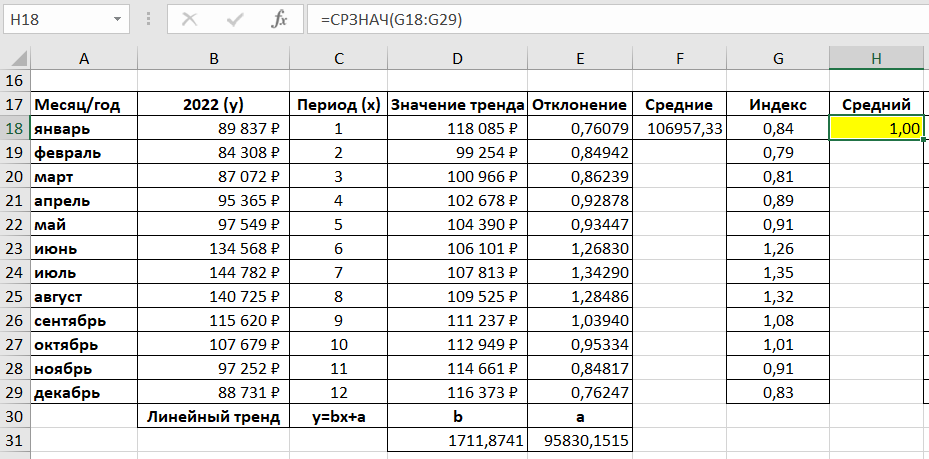 H18 fx =СРЗНАЧ(G18:G29)
A B C D E F G H
16
17 Месяц/год 2022 (y) Период (x) Значение тренда Отклонение Средние Индекс Средний
18 январь 89 837 ₽ 1 118 085 ₽ 0,76079 106957,33 0,84 1,00
19 февраль 84 308 ₽ 2 99 254 ₽ 0,84942 0,79
20 март 87 072 ₽ 3 100 966 ₽ 0,86239 0,81
21 апрель 95 365 ₽ 4 102 678 ₽ 0,92878 0,89
22 май 97 549 ₽ 5 104 390 ₽ 0,93447 0,91
23 июнь 134 568 ₽ 6 106 101 ₽ 1,26830 1,26
24 июль 144 782 ₽ 7 107 813 ₽ 1,34290 1,35
25 август 140 725 ₽ 8 109 525 ₽ 1,28486 1,32
26 сентябрь 115 620 ₽ 9 111 237 ₽ 1,03940 1,08
27 октябрь 107 679 ₽ 10 112 949 ₽ 0,95334 1,01
28 ноябрь 97 252 ₽ 11 114 661 ₽ 0,84817 0,91
29 декабрь 88 731 ₽ 12 116 373 ₽ 0,76247 0,83
30 Линейный тренд y=bx+a b a
31 1711,8741 95830,1515